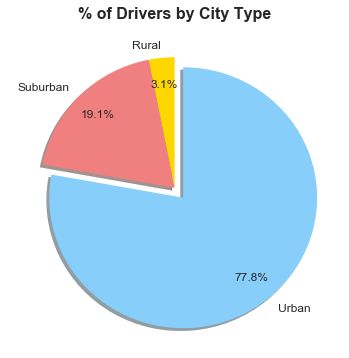 % of Drivers by City Type
Rural
3.1%
Suburban
19.1%
77.8%
Urban